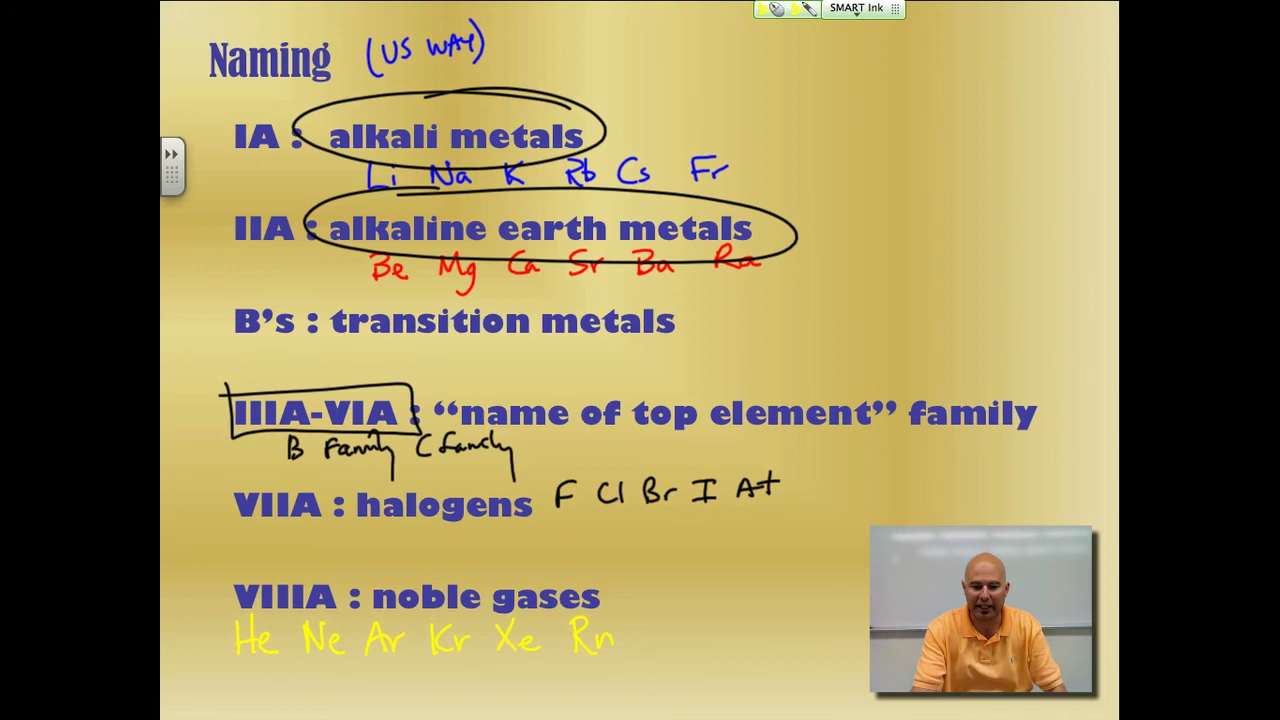 SMART Ink
Naming (US WAY)
IA : alkali metals
Li Na K Rb Cs Fr
IIA : alkaline earth metals
Be Mg Ca Sr Ba Ra
B's : transition metals
IIIA-VIA : “name of top element” family
B Family C family
VIIA : halogens F Cl Br I At
VIIIA : noble gases
He Ne Ar Kr Xe Rn